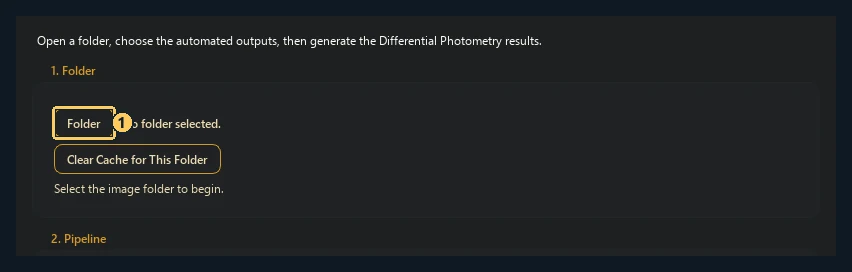 Open a folder, choose the automated outputs, then generate the Differential Photometry results.
1. Folder
Folder 1 o folder selected.
Clear Cache for This Folder
Select the image folder to begin.
2. Pipeline